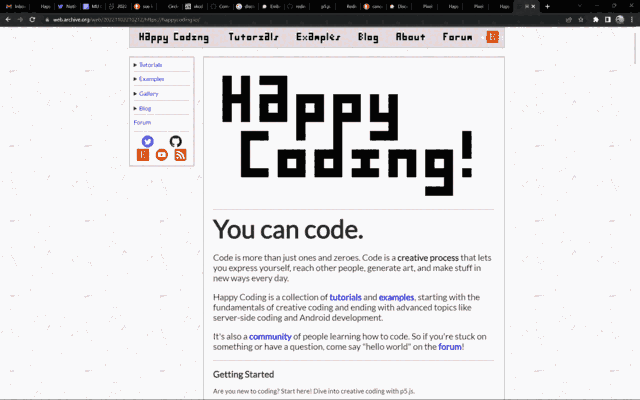 Inbox
Happ
web.archive.org/web/20221102210212/https://happycoding.io/
Happy Coding
Tutorials
Examples
Blog
About
Forum
Tutorials
Examples
Gallery
Blog
Forum
Happy
Coding!
You can code.
Code is more than just ones and zeroes. Code is a creative process that lets
you express yourself, reach other people, generate art, and make stuff in
new ways every day.
Happy Coding is a collection of tutorials and examples, starting with the
fundamentals of creative coding and ending with advanced topics like
server-side coding and Android development.
It's also a community of people learning how to code. So if you're stuck on
something or have a question, come say "hello world" on the forum!
Getting Started
Are you new to coding? Start here! Dive into creative coding with p5.js.